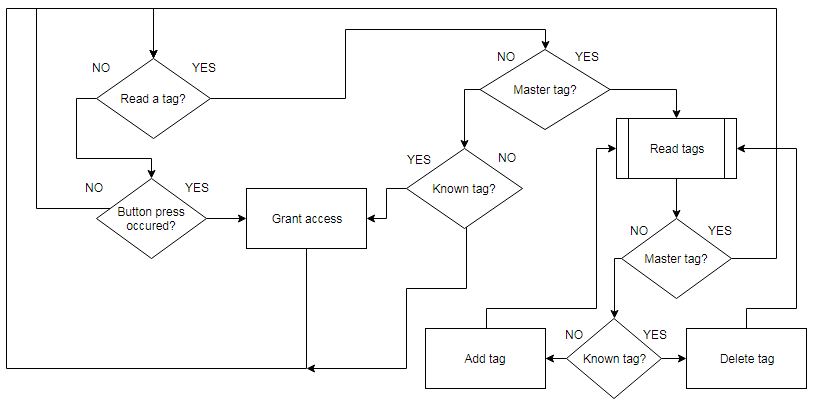 NO
YES
Read a tag?
NO
YES
Master tag?
Read tags
YES
NO
Known tag?
NO
YES
Button press
occured?
Grant access
NO
YES
Master tag?
NO
YES
Add tag
Known tag?
Delete tag